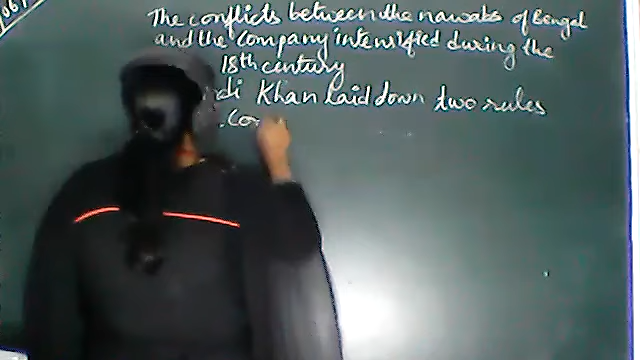 The conflicts between the nawabs of Bengal
and the Company intensified during the
18th century
Khan laid down two rules